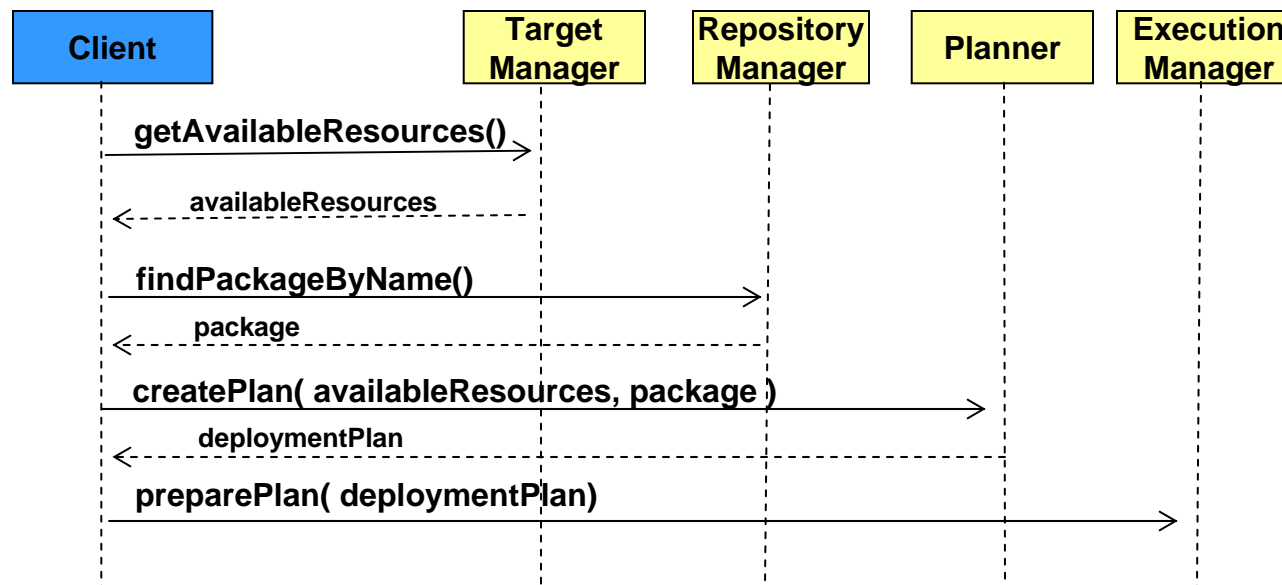 Client
Target
Manager
Repository
Manager
Planner
Execution
Manager
getAvailableResources()
availableResources
findPackageByName()
package
createPlan( availableResources, package )
deploymentPlan
preparePlan( deploymentPlan)